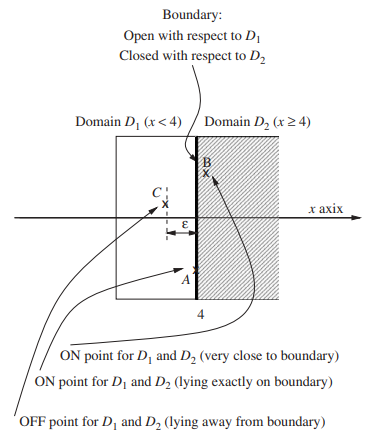 Boundary:
Open with respect to D₁
Closed with respect to D₂
Domain D₁ (x < 4) Domain D₂ (x ≥ 4)
B
x
C
x
x axix
ε
x
A
4
ON point for D₁ and D₂ (very close to boundary)
ON point for D₁ and D₂ (lying exactly on boundary)
OFF point for D₁ and D₂ (lying away from boundary)